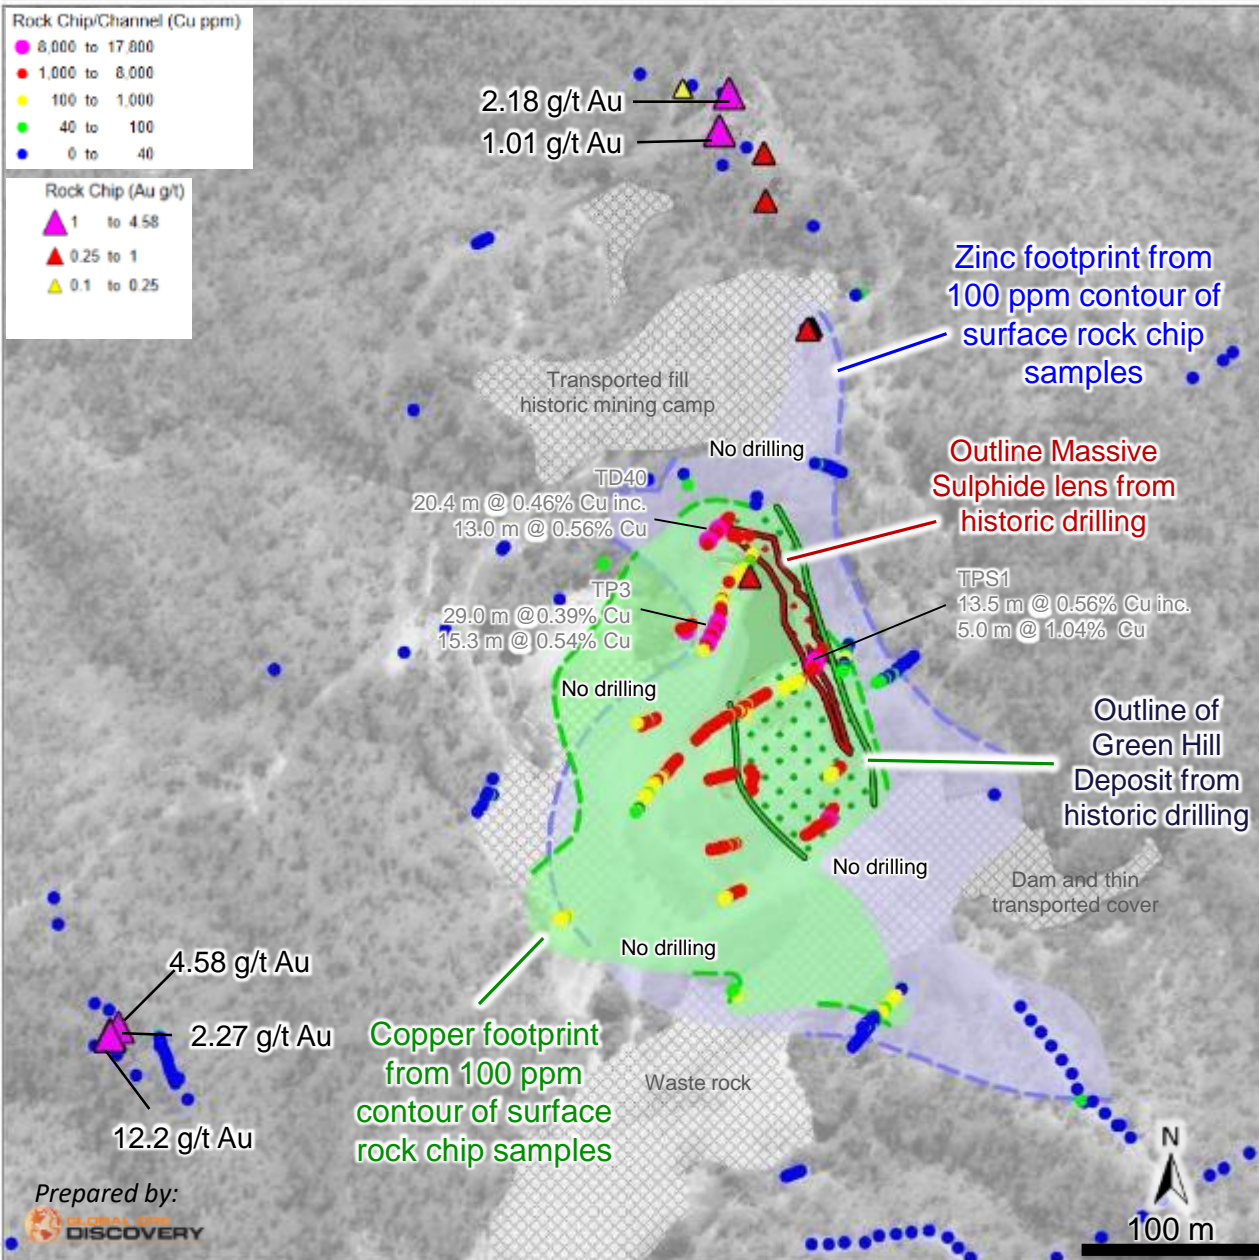 Rock Chip/Channel (Cu ppm)
8,000 to 17,800
1,000 to 8,000
100 to 1,000
40 to 100
0 to 40
Rock Chip (Au g/t)
1 to 4.58
0.25 to 1
0.1 to 0.25
2.18 g/t Au
1.01 g/t Au
Zinc footprint from
100 ppm contour of
surface rock chip
samples
Transported fill
historic mining camp
No drilling
Outline Massive
Sulphide lens from
historic drilling
TD40
20.4 m @ 0.46% Cu inc.
13.0 m @ 0.56% Cu
TP3
29.0 m @0.39% Cu
15.3 m @ 0.54% Cu
TPS1
13.5 m @ 0.56% Cu inc.
5.0 m @ 1.04% Cu
No drilling
Outline of
Green Hill
Deposit from
historic drilling
No drilling
Dam and thin
transported cover
No drilling
4.58 g/t Au
2.27 g/t Au
12.2 g/t Au
Copper footprint
from 100 ppm
contour of surface
rock chip samples
Waste rock
N
100 m
Prepared by:
GLOBAL ORE
DISCOVERY